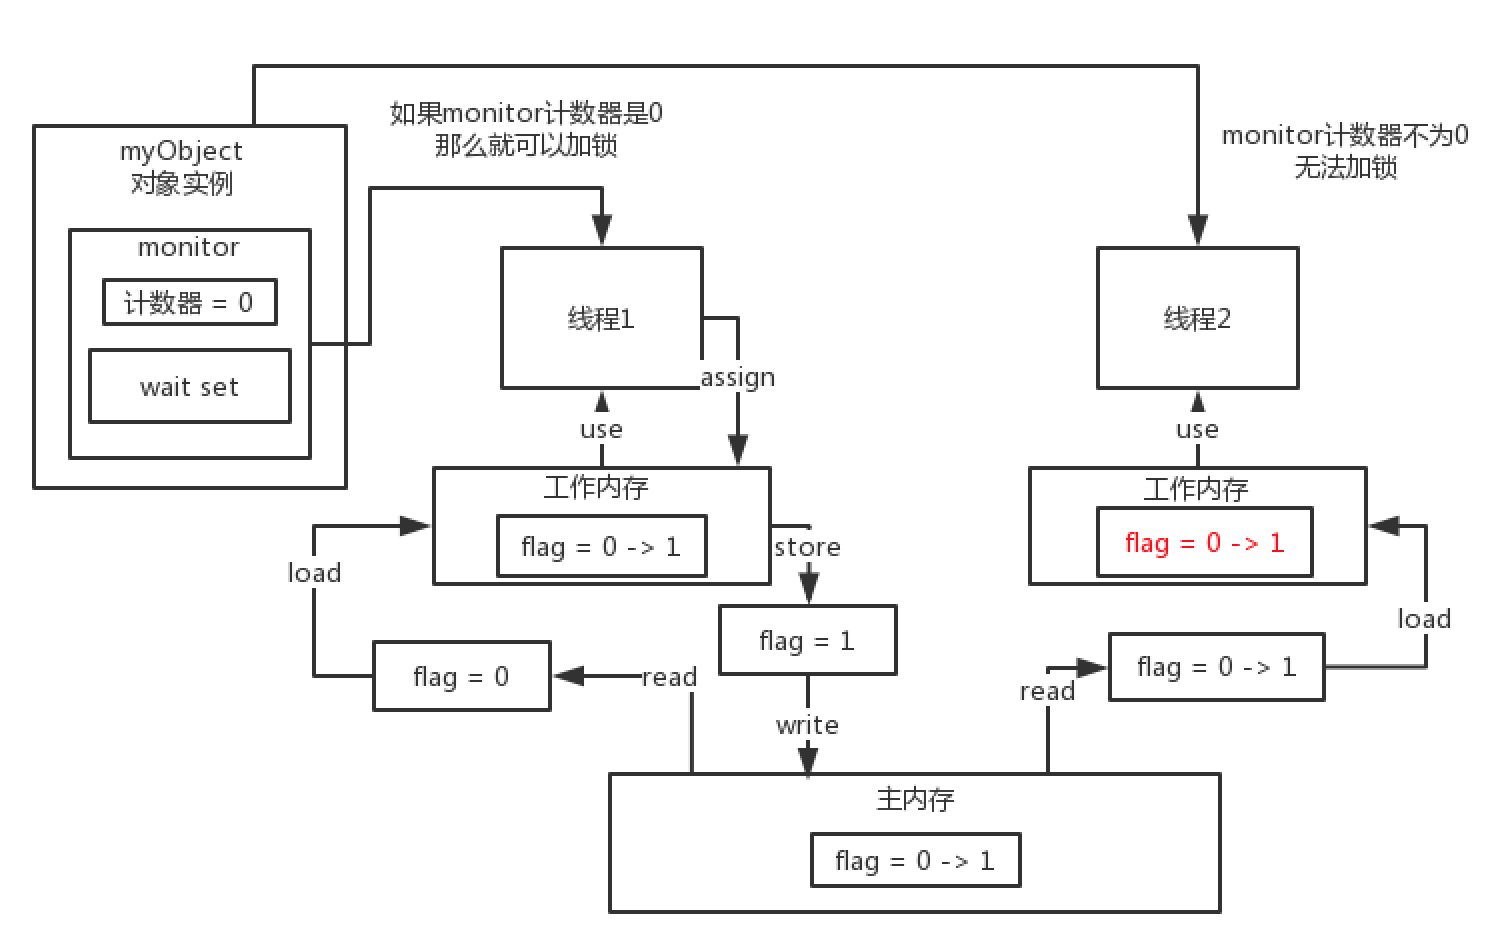 如果monitor计数器是0
那么就可以加锁
monitor计数器不为0
无法加锁
myObject
对象实例
monitor
计数器 = 0
wait set
线程1
线程2
assign
use
use
工作内存
flag = 0 -> 1
工作内存
flag = 0 -> 1
store
load
load
flag = 1
flag = 0
read
flag = 0 -> 1
read
write
主内存
flag = 0 -> 1